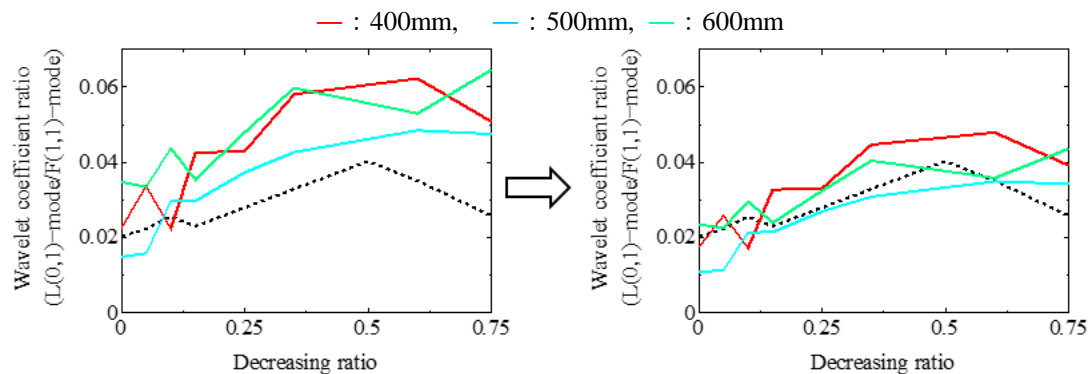 : 400mm, : 500mm, : 600mm
Wavelet coefficient ratio
(L(0,1)−mode/F(1,1)−mode)
0.06
0.04
0.02
0
0 0.25 0.5 0.75
Decreasing ratio
Wavelet coefficient ratio
(L(0,1)−mode/F(1,1)−mode)
0.06
0.04
0.02
0
0 0.25 0.5 0.75
Decreasing ratio